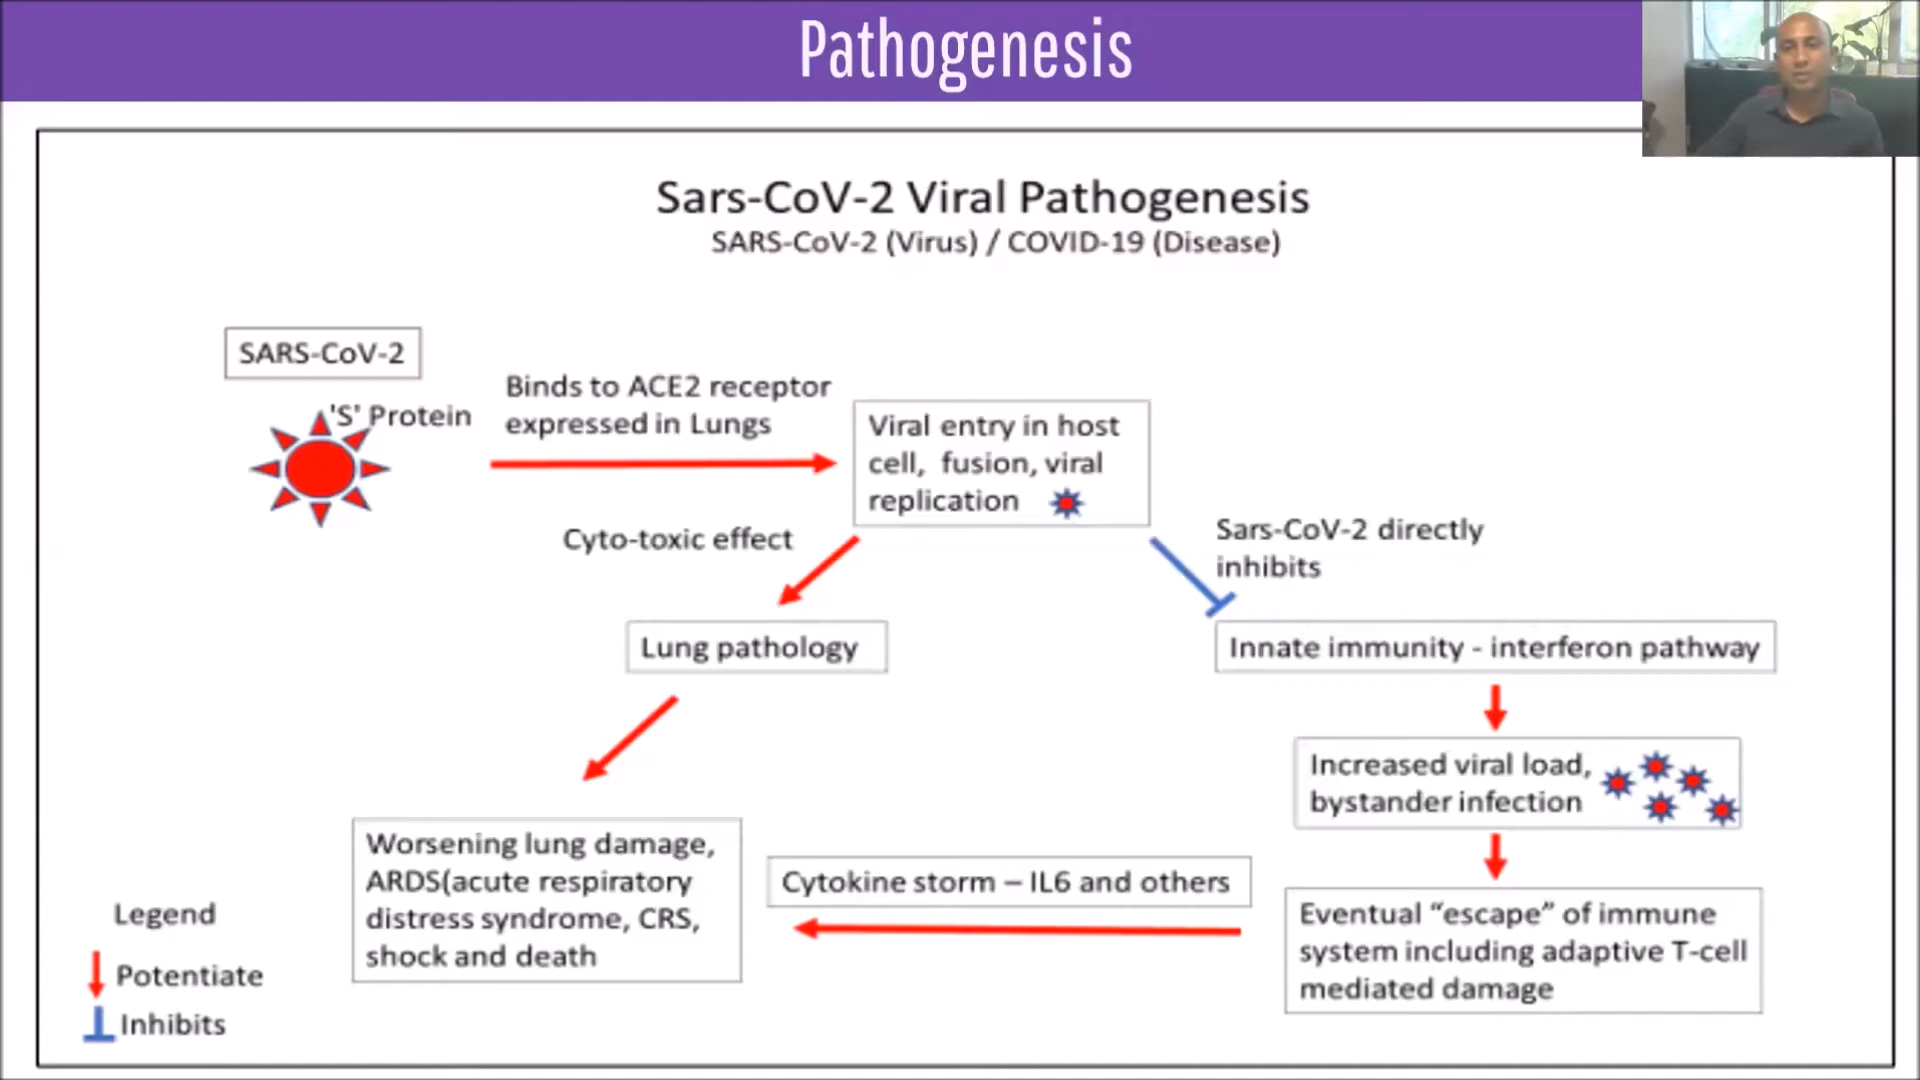 Pathogenesis
Sars-CoV-2 Viral Pathogenesis
SARS-CoV-2 (Virus) / COVID-19 (Disease)
SARS-CoV-2
'S' Protein
Binds to ACE2 receptor
expressed in Lungs
Viral entry in host
cell, fusion, viral
replication
Cyto-toxic effect
Sars-CoV-2 directly
inhibits
Lung pathology
Innate immunity - interferon pathway
Increased viral load,
bystander infection
Worsening lung damage,
ARDS(acute respiratory
distress syndrome, CRS,
shock and death
Cytokine storm – IL6 and others
Eventual “escape” of immune
system including adaptive T-cell
mediated damage
Legend
Potentiate
Inhibits